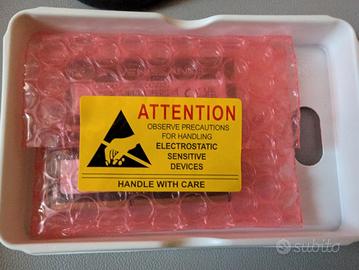 ATTENTION
OBSERVE PRECAUTIONS
FOR HANDLING
ELECTROSTATIC
SENSITIVE
DEVICES
HANDLE WITH CARE
subito